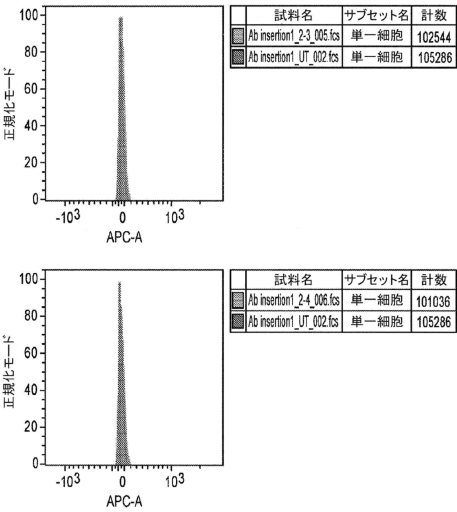 100
80
60
40
20
0
正規化モード
-10³ 0 10³
APC-A
試料名 サブセット名 計数
Ab insertion1_2-3_005.fcs 単一細胞 102544
Ab insertion1_UT_002.fcs 単一細胞 105286
100
80
60
40
20
0
正規化モード
-10³ 0 10³
APC-A
試料名 サブセット名 計数
Ab insertion1_2-4_006.fcs 単一細胞 101036
Ab insertion1_UT_002.fcs 単一細胞 105286